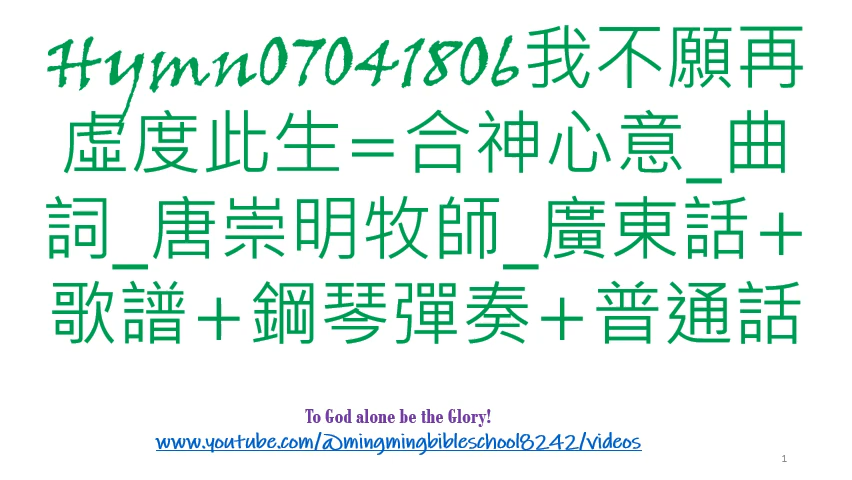 Hymn07041806我不願再
虛度此生=合神心意_曲
詞_唐崇明牧師_廣東話+
歌譜+鋼琴彈奏+普通話
To God alone be the Glory!
www.youtube.com/@mingmingbibleschool8242/videos
1